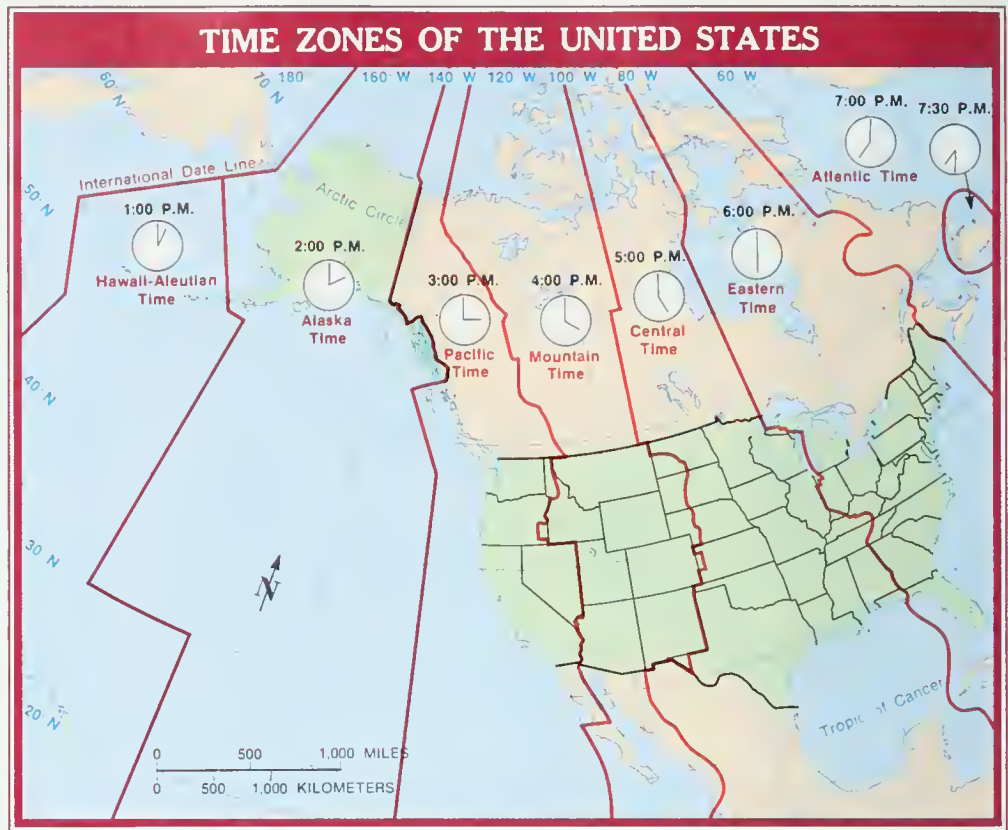 TIME ZONES OF THE UNITED STATES
60 N
70 N
180
160 W
140 W
120 W
100 W
80 W
60 W
7:00 P.M.
7:30 P.M.
Atlantic Time
International Date Line
50 N
Arctic Circle
1:00 P.M.
Hawaii-Aleutian
Time
2:00 P.M.
Alaska
Time
3:00 P.M.
Pacific
Time
4:00 P.M.
Mountain
Time
5:00 P.M.
Central
Time
6:00 P.M.
Eastern
Time
40 N
30 N
N
20 N
Tropic of Cancer
0 500 1,000 MILES
0 500 1,000 KILOMETERS